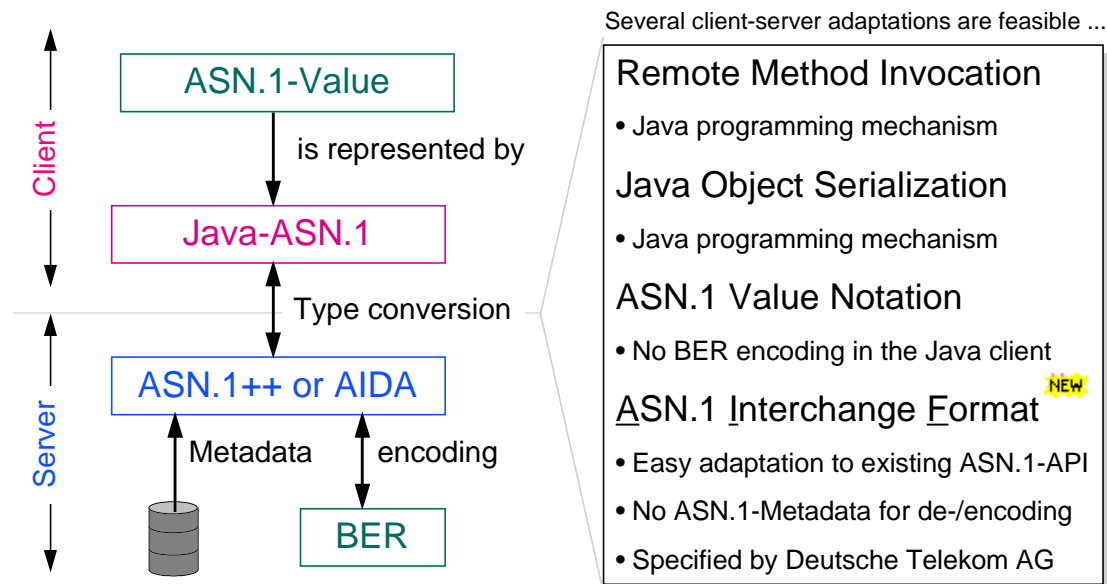 Several client-server adaptations are feasible ...
Client
ASN.1-Value
is represented by
Java-ASN.1
Type conversion
Server
ASN.1++ or AIDA
Metadata
encoding
BER
Remote Method Invocation
• Java programming mechanism
Java Object Serialization
• Java programming mechanism
ASN.1 Value Notation
• No BER encoding in the Java client
NEW
ASN.1 Interchange Format
• Easy adaptation to existing ASN.1-API
• No ASN.1-Metadata for de-/encoding
• Specified by Deutsche Telekom AG